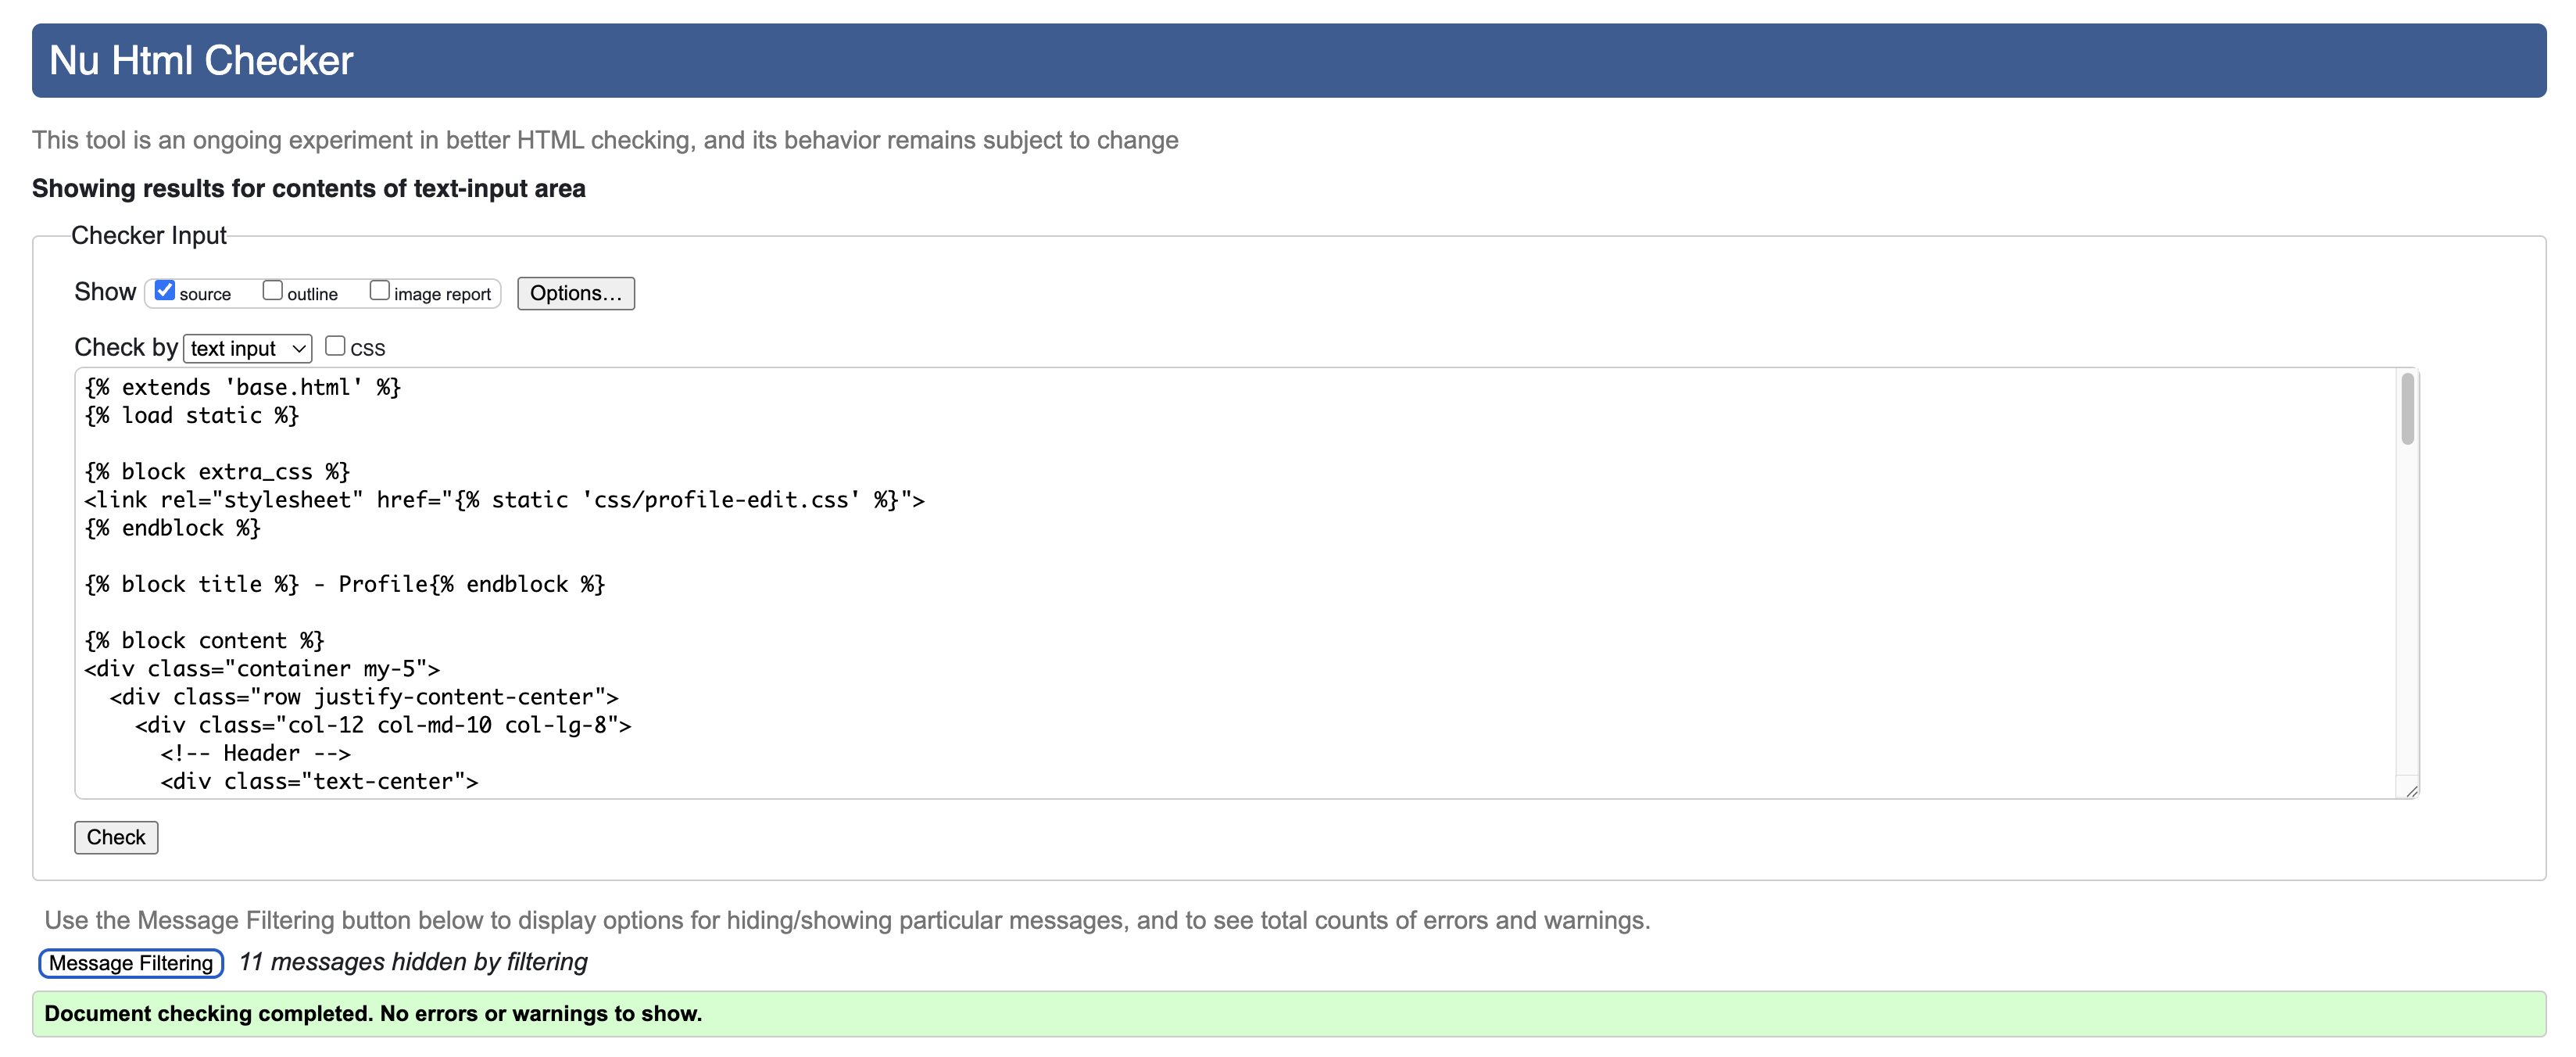 Nu Html Checker
This tool is an ongoing experiment in better HTML checking, and its behavior remains subject to change
Showing results for contents of text-input area
Checker Input
Show source outline image report Options...
Check by text input CSS
{% extends 'base.html' %}
{% load static %}

{% block extra_css %}
<link rel="stylesheet" href="{% static 'css/profile-edit.css' %}">
{% endblock %}

{% block title %} - Profile{% endblock %}

{% block content %}
<div class="container my-5">
  <div class="row justify-content-center">
    <div class="col-12 col-md-10 col-lg-8">
      <!-- Header -->
      <div class="text-center">
Check
Use the Message Filtering button below to display options for hiding/showing particular messages, and to see total counts of errors and warnings.
Message Filtering 11 messages hidden by filtering
Document checking completed. No errors or warnings to show.